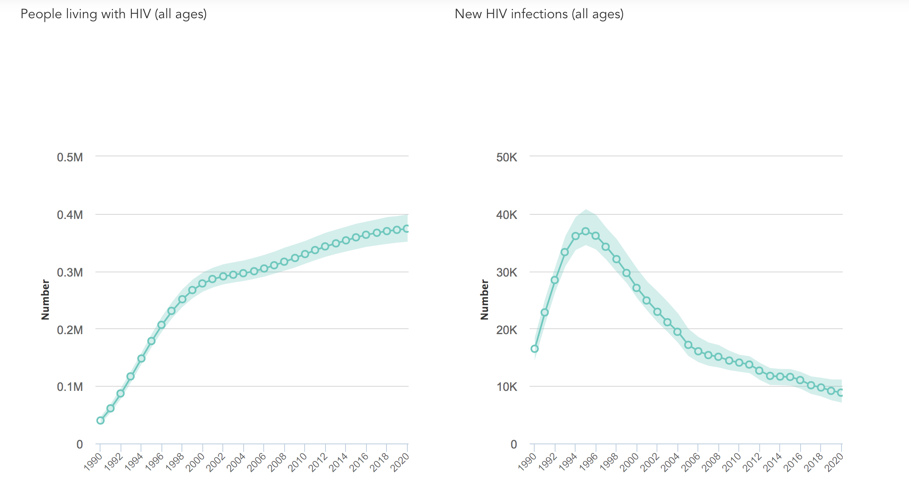 People living with HIV (all ages)
0.5M
0.4M
0.3M
0.2M
0.1M
0
Number
1990 1992 1994 1996 1998 2000 2002 2004 2006 2008 2010 2012 2014 2016 2018 2020
New HIV infections (all ages)
50K
40K
30K
20K
10K
0
Number
1990 1992 1994 1996 1998 2000 2002 2004 2006 2008 2010 2012 2014 2016 2018 2020